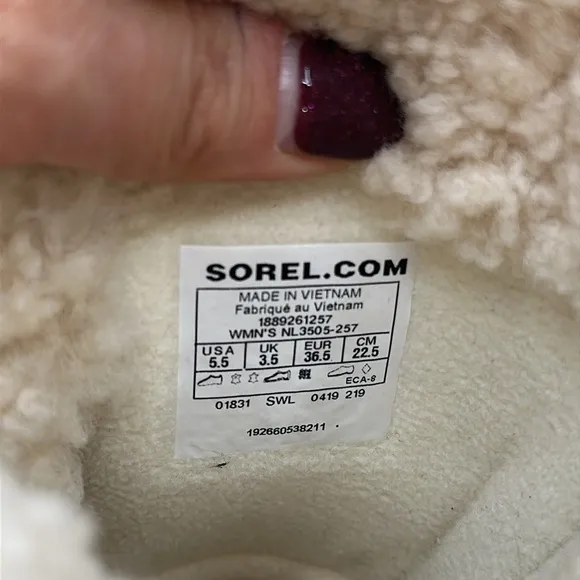 SOREL.COM
MADE IN VIETNAM
Fabriqué au Vietnam
1889261257
WMN'S NL3505-257
USA UK EUR CM
5.5 3.5 36.5 22.5
ECA-8
01831 SWL 0419 219
192660538211 .